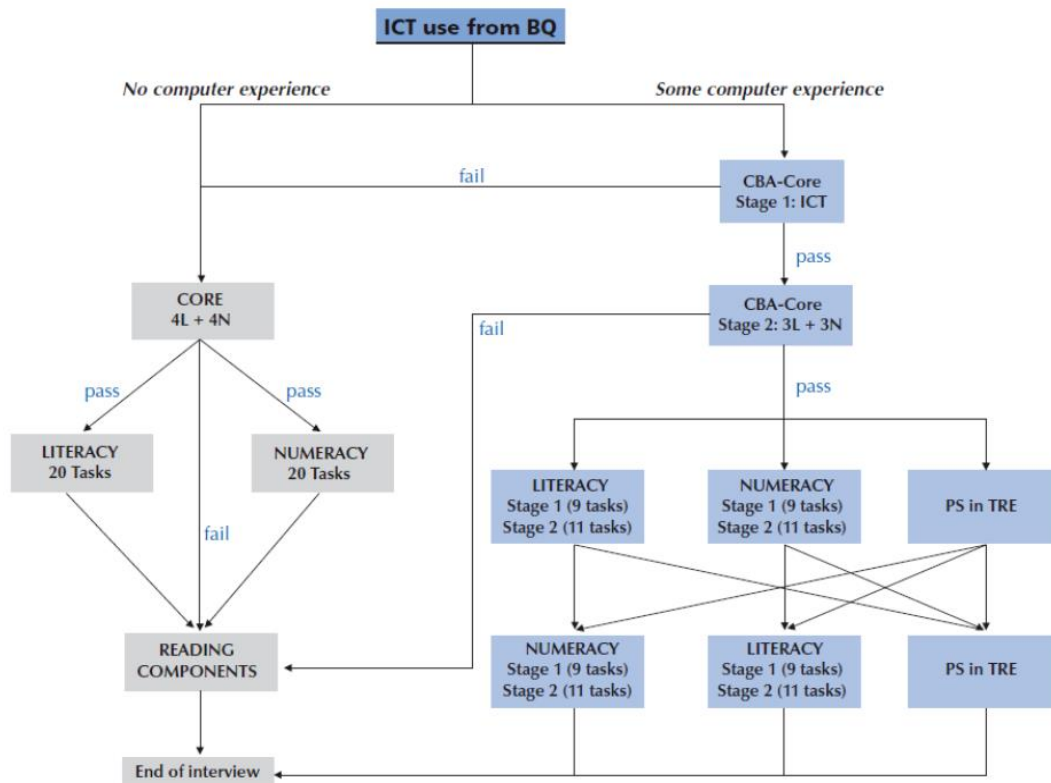 ICT use from BQ
No computer experience
Some computer experience
fail
CBA-Core
Stage 1: ICT
pass
CORE
4L + 4N
CBA-Core
Stage 2: 3L + 3N
fail
pass
pass
pass
LITERACY
20 Tasks
NUMERACY
20 Tasks
LITERACY
Stage 1 (9 tasks)
Stage 2 (11 tasks)
NUMERACY
Stage 1 (9 tasks)
Stage 2 (11 tasks)
PS in TRE
fail
READING
COMPONENTS
NUMERACY
Stage 1 (9 tasks)
Stage 2 (11 tasks)
LITERACY
Stage 1 (9 tasks)
Stage 2 (11 tasks)
PS in TRE
End of interview